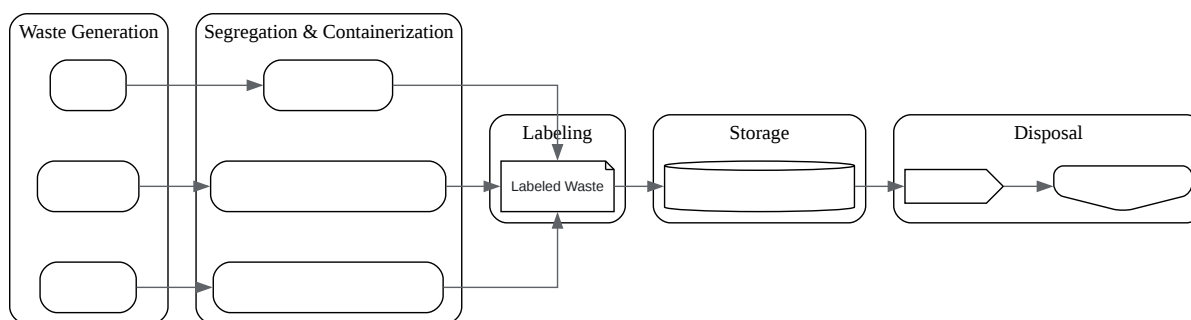 Waste Generation
Segregation & Containerization
Labeling
Labeled Waste
Storage
Disposal